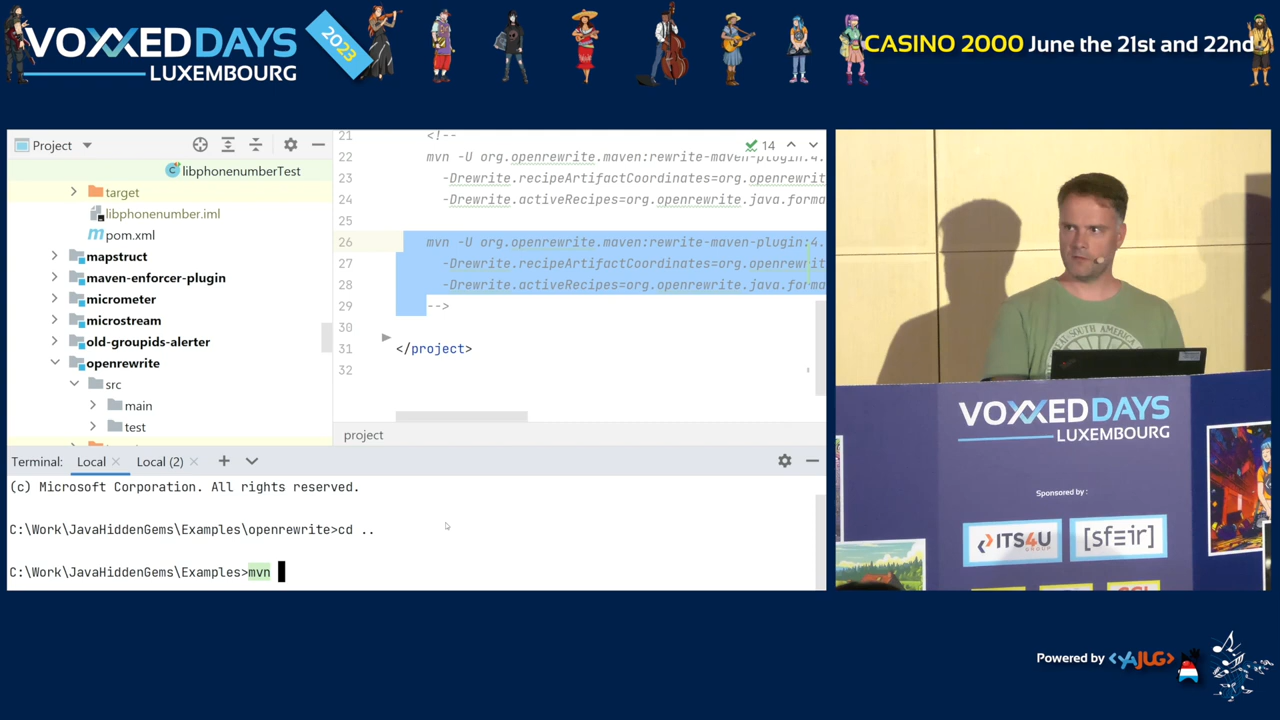 VOXXED DAYS
LUXEMBOURG
2023
CASINO 2000 June the 21st and 22nd
Project
libphonenumberTest
target
libphonenumber.iml
pom.xml
mapstruct
maven-enforcer-plugin
micrometer
microstream
old-groupids-alerter
openrewrite
src
main
test
14
21 <!--
22 mvn -U org.openrewrite.maven:rewrite-maven-plugin:4.
23 -Drewrite.recipeArtifactCoordinates=org.openrewrit
24 -Drewrite.activeRecipes=org.openrewrite.java.forma
25
26 mvn -U org.openrewrite.maven:rewrite-maven-plugin:4.
27 -Drewrite.recipeArtifactCoordinates=org.openrewrit
28 -Drewrite.activeRecipes=org.openrewrite.java.forma
29 -->
30
31 </project>
32
project
Terminal: Local Local (2)
(c) Microsoft Corporation. All rights reserved.
C:\Work\JavaHiddenGems\Examples\openrewrite>cd ..
C:\Work\JavaHiddenGems\Examples>mvn
VOXXED DAYS
LUXEMBOURG
Sponsored by :
ITS4U
GROUP
[sfeir]
Powered by <YAJUG>